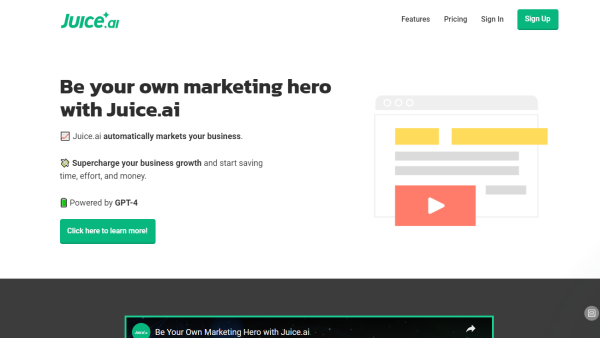 Juice.ai
Features
Pricing
Sign In
Sign Up
Be your own marketing hero
with Juice.ai
Juice.ai automatically markets your business.
Supercharge your business growth and start saving
time, effort, and money.
Powered by GPT-4
Click here to learn more!
Juice.ai
Be Your Own Marketing Hero with Juice.ai